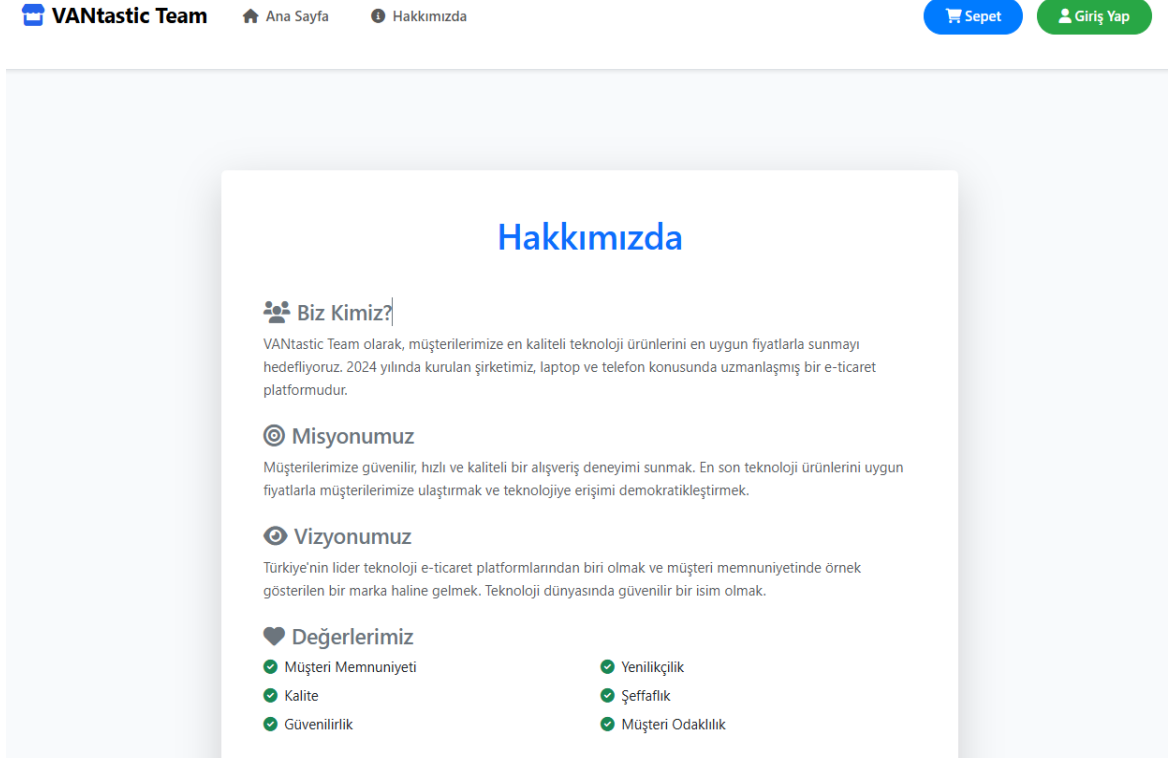 VANtastic Team Ana Sayfa Hakkımızda Sepet Giriş Yap
Hakkımızda
Biz Kimiz?
VANtastic Team olarak, müşterilerimize en kaliteli teknoloji ürünlerini en uygun fiyatlarla sunmayı
hedefliyoruz. 2024 yılında kurulan şirketimiz, laptop ve telefon konusunda uzmanlaşmış bir e-ticaret
platformudur.
Misyonumuz
Müşterilerimize güvenilir, hızlı ve kaliteli bir alışveriş deneyimi sunmak. En son teknoloji ürünlerini uygun
fiyatlarla müşterilerimize ulaştırmak ve teknolojiye erişimi demokratikleştirmek.
Vizyonumuz
Türkiye'nin lider teknoloji e-ticaret platformlarından biri olmak ve müşteri memnuniyetinde örnek
gösterilen bir marka haline gelmek. Teknoloji dünyasında güvenilir bir isim olmak.
Değerlerimiz
Müşteri Memnuniyeti Yenilikçilik
Kalite Şeffaflık
Güvenilirlik Müşteri Odaklılık